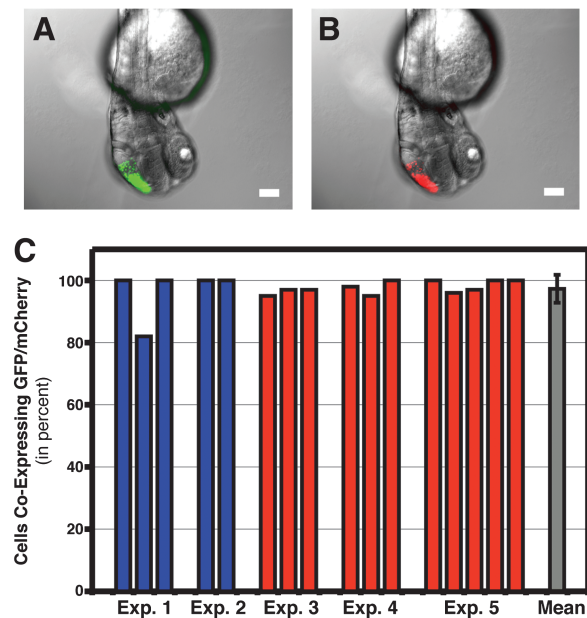 A
B
C
Cells Co-Expressing GFP/mCherry
(in percent)
100
80
60
40
20
0
Exp. 1 Exp. 2 Exp. 3 Exp. 4 Exp. 5 Mean